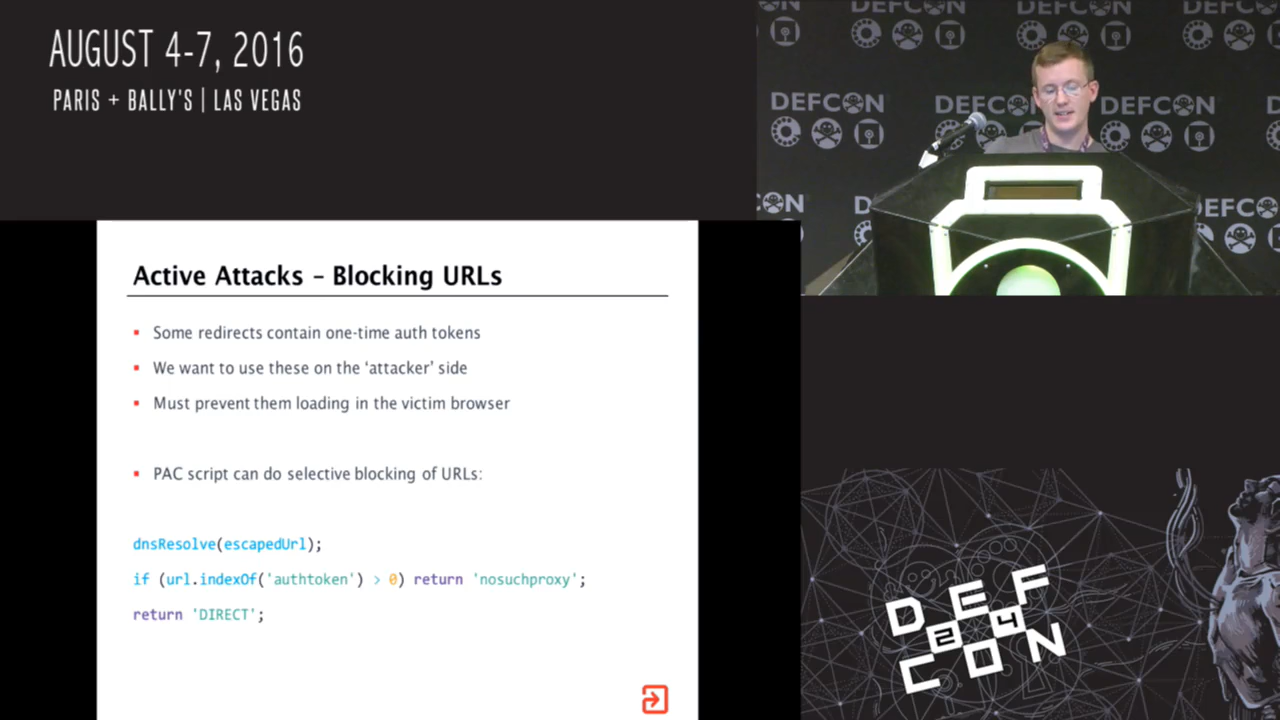 AUGUST 4-7, 2016
PARIS + BALLY'S | LAS VEGAS
DEFCON
DEFCON DEFCON DEFCON
Active Attacks – Blocking URLs
Some redirects contain one-time auth tokens
We want to use these on the ‘attacker’ side
Must prevent them loading in the victim browser
PAC script can do selective blocking of URLs:
dnsResolve(escapedUrl);
if (url.indexOf('authtoken') > 0) return 'nosuchproxy';
return 'DIRECT';
DEF
24
CON